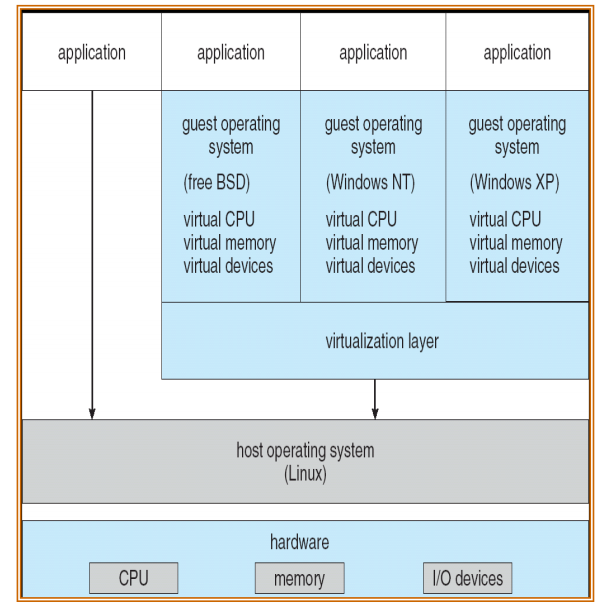 application
application
application
application
guest operating
system
(free BSD)
virtual CPU
virtual memory
virtual devices
guest operating
system
(Windows NT)
virtual CPU
virtual memory
virtual devices
guest operating
system
(Windows XP)
virtual CPU
virtual memory
virtual devices
virtualization layer
host operating system
(Linux)
hardware
CPU
memory
I/O devices